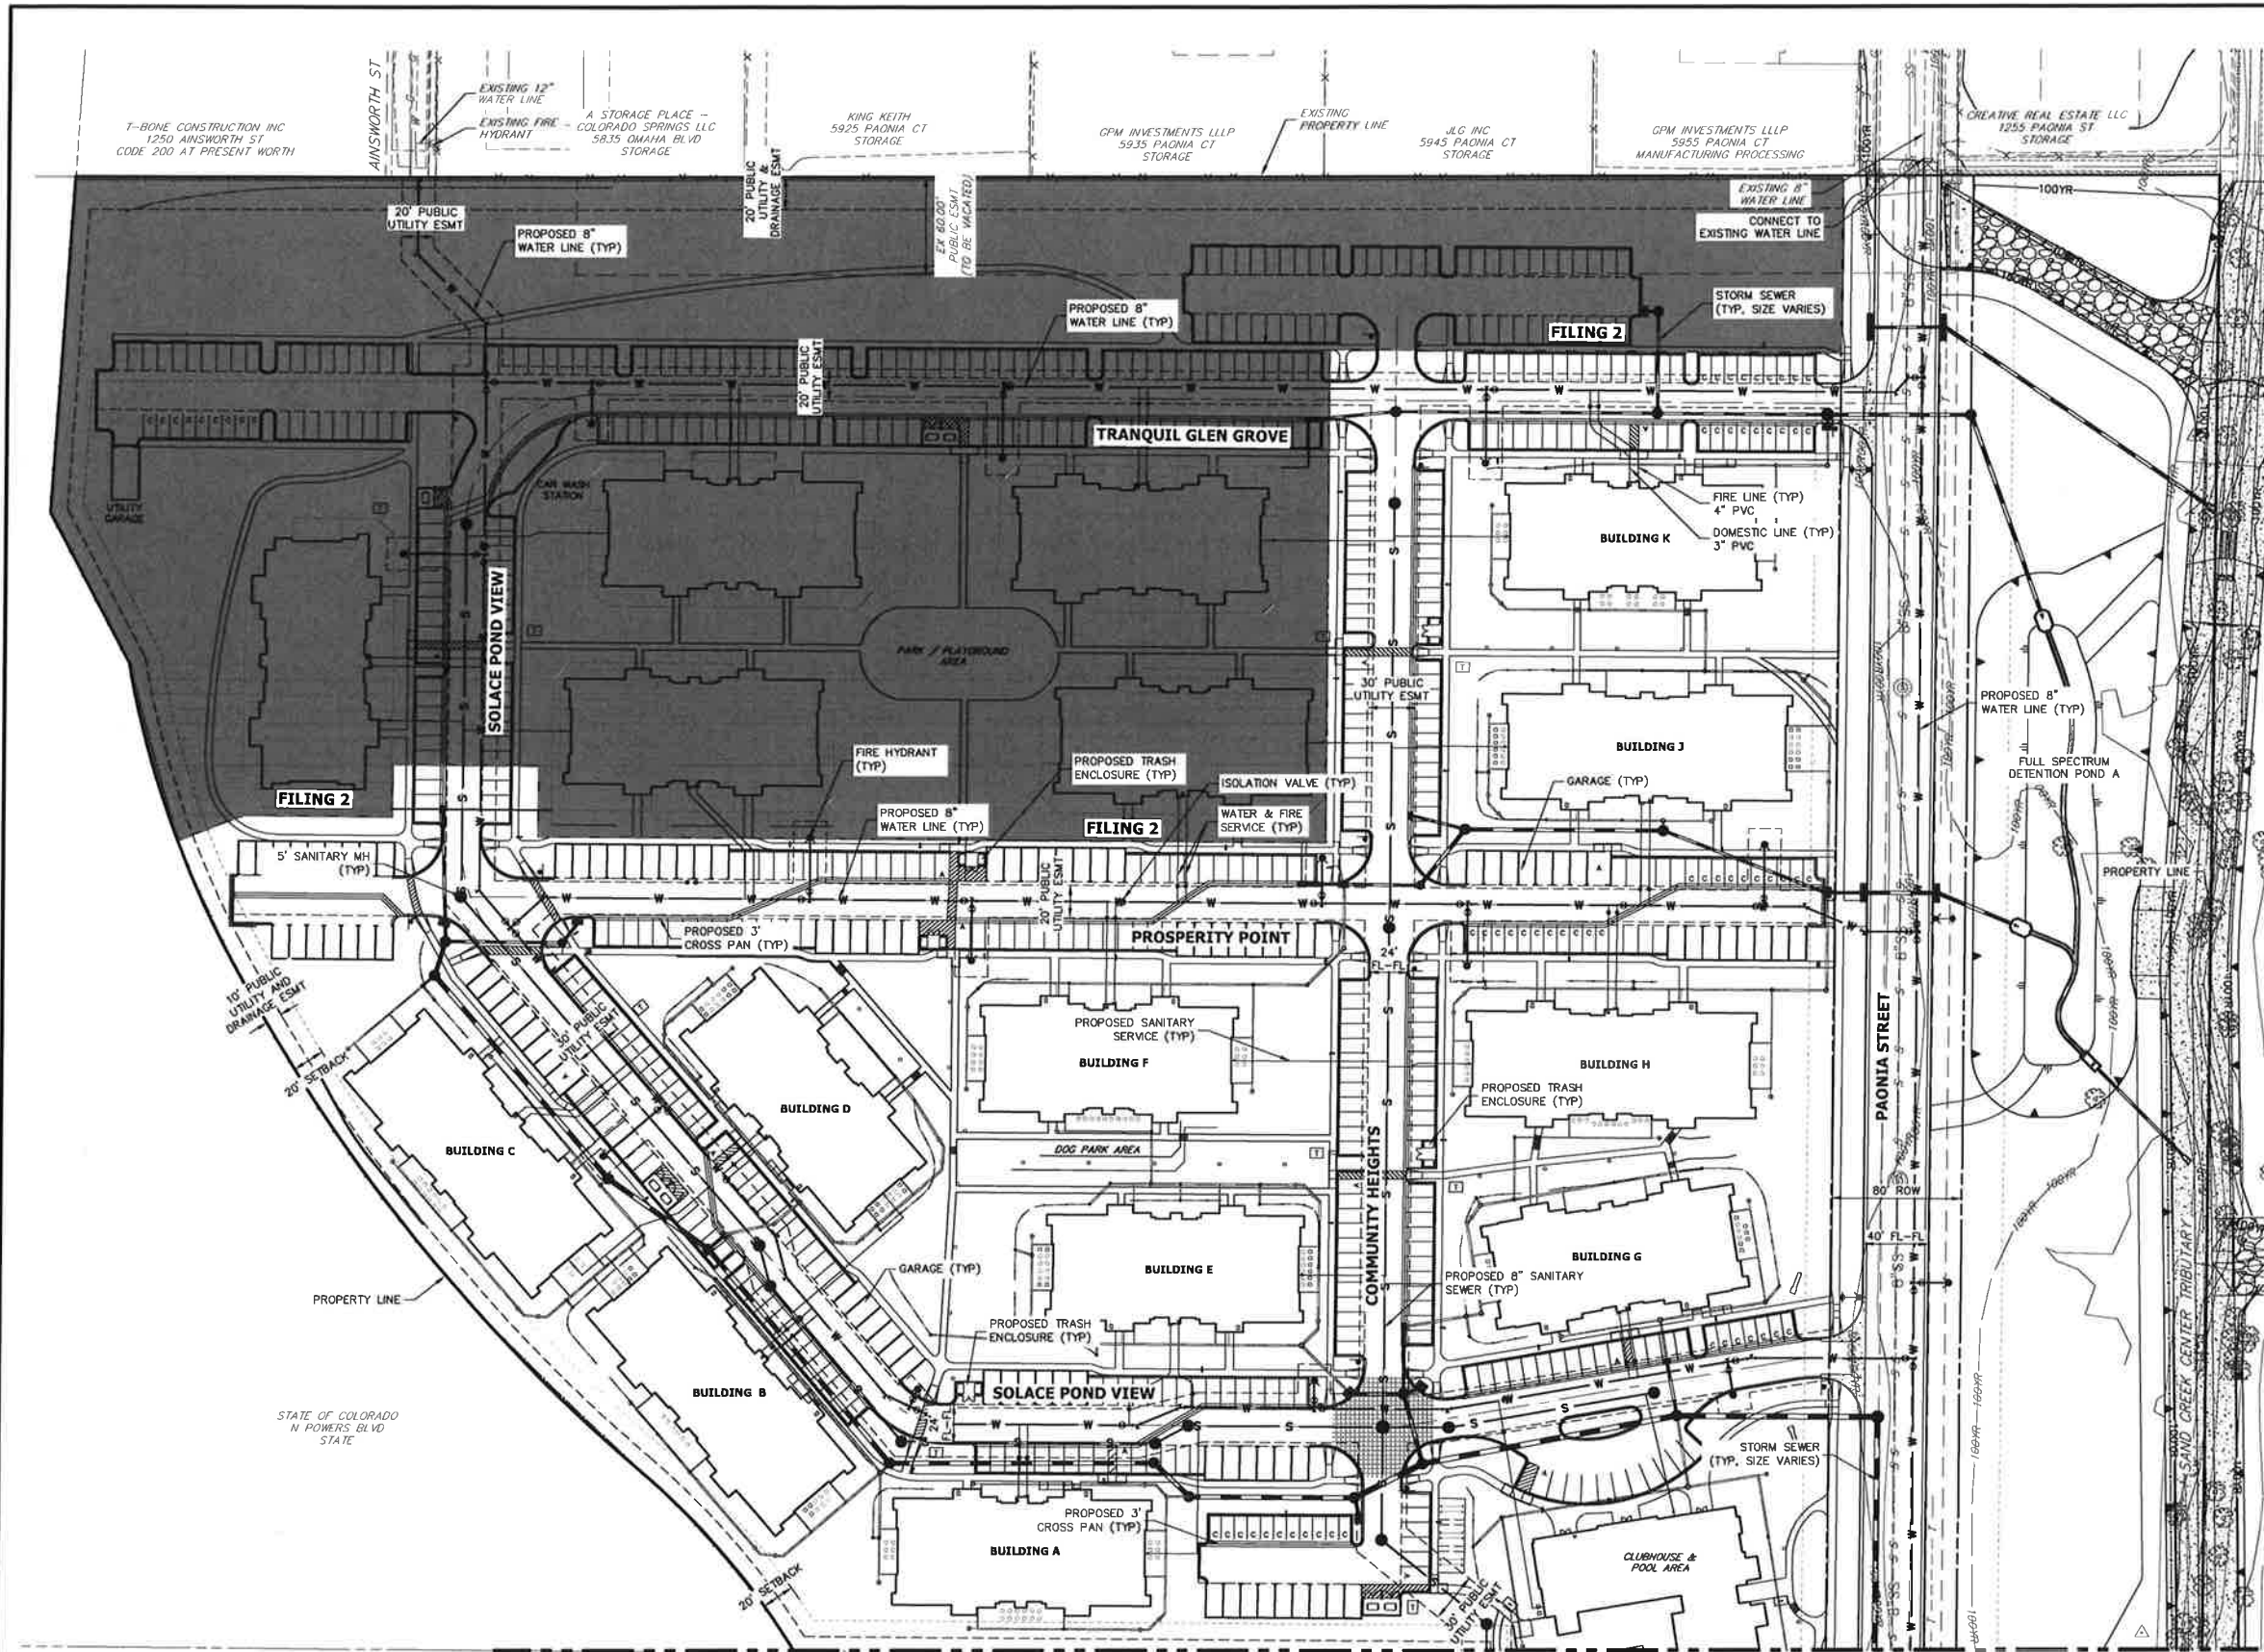 AINSWORTH ST
EXISTING 12"
WATER LINE
EXISTING FIRE
HYDRANT
T-BONE CONSTRUCTION INC
1250 AINSWORTH ST
CODE 200 AT PRESENT WORTH
A STORAGE PLACE -
COLORADO SPRINGS LLC
5835 OMAHA BLVD
STORAGE
KING KEITH
5925 PAONIA CT
STORAGE
GPM INVESTMENTS LLLP
5935 PAONIA CT
STORAGE
EXISTING
PROPERTY LINE
JLG INC
5945 PAONIA CT
STORAGE
GPM INVESTMENTS LLLP
5955 PAONIA CT
MANUFACTURING PROCESSING
CREATIVE REAL ESTATE LLC
1255 PAONIA ST
STORAGE
100YR
20' PUBLIC
UTILITY ESMT
20' PUBLIC
UTILITY &
DRAINAGE ESMT
EX 60.00'
PUBLIC ESMT
(TO BE VACATED)
EXISTING 8"
WATER LINE
CONNECT TO
EXISTING WATER LINE
100YR
PROPOSED 8"
WATER LINE (TYP)
PROPOSED 8"
WATER LINE (TYP)
STORM SEWER
(TYP, SIZE VARIES)
FILING 2
20' PUBLIC
UTILITY ESMT
TRANQUIL GLEN GROVE
CAR WASH
STATION
UTILITY
GARAGE
FIRE LINE (TYP)
4" PVC
DOMESTIC LINE (TYP)
3" PVC
BUILDING K
SOLACE POND VIEW
PARK / PLAYGROUND
AREA
30' PUBLIC
UTILITY ESMT
PROPOSED 8"
WATER LINE (TYP)
BUILDING J
FULL SPECTRUM
DETENTION POND A
FIRE HYDRANT
(TYP)
PROPOSED TRASH
ENCLOSURE (TYP)
ISOLATION VALVE (TYP)
GARAGE (TYP)
FILING 2
PROPOSED 8"
WATER LINE (TYP)
FILING 2
WATER & FIRE
SERVICE (TYP)
5' SANITARY MH
(TYP)
PROPERTY LINE
20' PUBLIC
UTILITY ESMT
PROPOSED 3'
CROSS PAN (TYP)
PROSPERITY POINT
24'
FL-FL
10' PUBLIC
UTILITY AND
DRAINAGE ESMT
30' PUBLIC
UTILITY ESMT
PROPOSED SANITARY
SERVICE (TYP)
BUILDING F
BUILDING H
PAONIA STREET
20' SETBACK
PROPOSED TRASH
ENCLOSURE (TYP)
BUILDING D
BUILDING C
DOG PARK AREA
COMMUNITY HEIGHTS
80' ROW
40' FL-FL
SAND CREEK CENTER TRIBUTARY
BUILDING G
GARAGE (TYP)
BUILDING E
PROPOSED 8" SANITARY
SEWER (TYP)
PROPERTY LINE
PROPOSED TRASH
ENCLOSURE (TYP)
BUILDING B
SOLACE POND VIEW
24'
FL-FL
STATE OF COLORADO
N POWERS BLVD
STATE
STORM SEWER
(TYP, SIZE VARIES)
PROPOSED 3'
CROSS PAN (TYP)
BUILDING A
CLUBHOUSE &
POOL AREA
20' SETBACK
30' PUBLIC
UTILITY ESMT